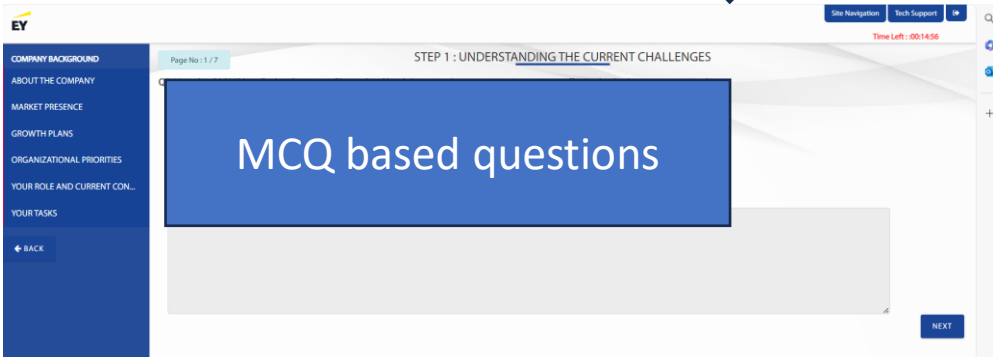 EY
Site Navigation
Tech Support
Time Left : :00:14:56
COMPANY BACKGROUND
ABOUT THE COMPANY
MARKET PRESENCE
GROWTH PLANS
ORGANIZATIONAL PRIORITIES
YOUR ROLE AND CURRENT CON...
YOUR TASKS
BACK
Page No : 1 / 7
STEP 1 : UNDERSTANDING THE CURRENT CHALLENGES
MCQ based questions
NEXT